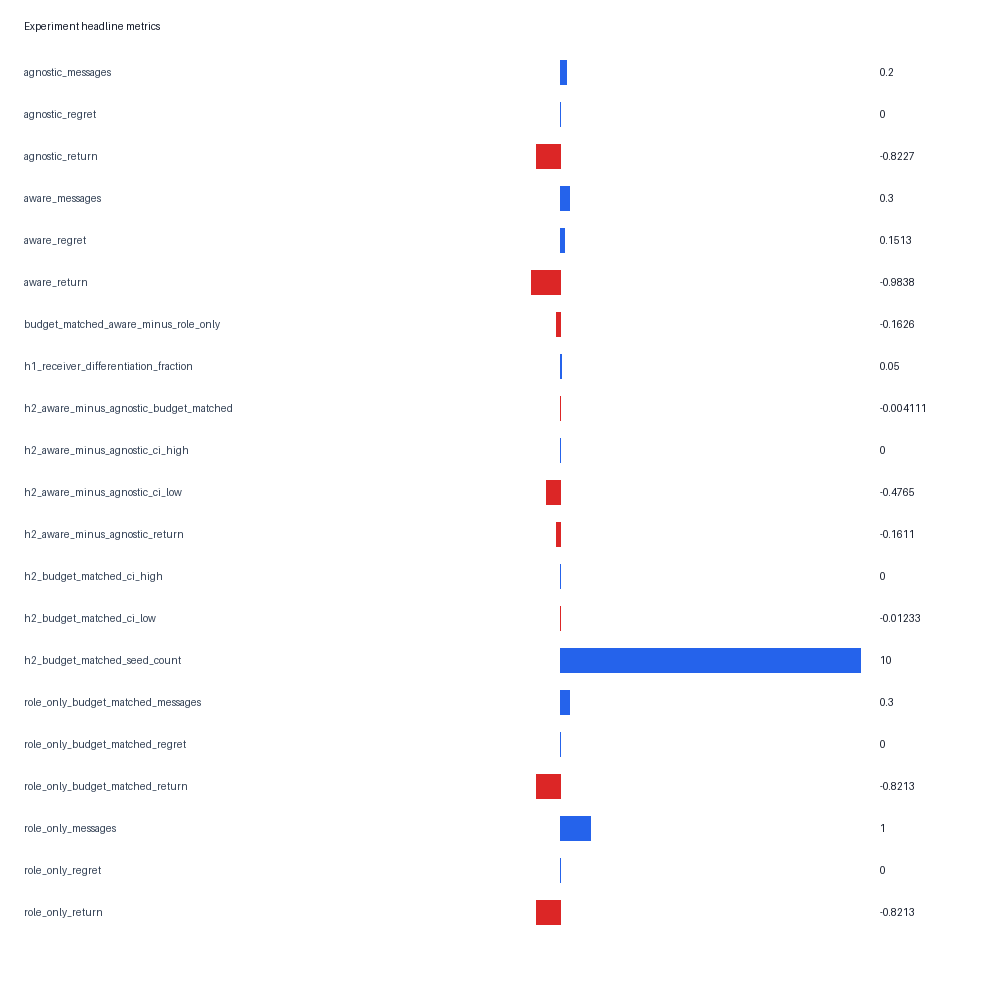 Experiment headline metrics
agnostic_messages 0.2
agnostic_regret 0
agnostic_return -0.8227
aware_messages 0.3
aware_regret 0.1513
aware_return -0.9838
budget_matched_aware_minus_role_only -0.1626
h1_receiver_differentiation_fraction 0.05
h2_aware_minus_agnostic_budget_matched -0.004111
h2_aware_minus_agnostic_ci_high 0
h2_aware_minus_agnostic_ci_low -0.4765
h2_aware_minus_agnostic_return -0.1611
h2_budget_matched_ci_high 0
h2_budget_matched_ci_low -0.01233
h2_budget_matched_seed_count 10
role_only_budget_matched_messages 0.3
role_only_budget_matched_regret 0
role_only_budget_matched_return -0.8213
role_only_messages 1
role_only_regret 0
role_only_return -0.8213